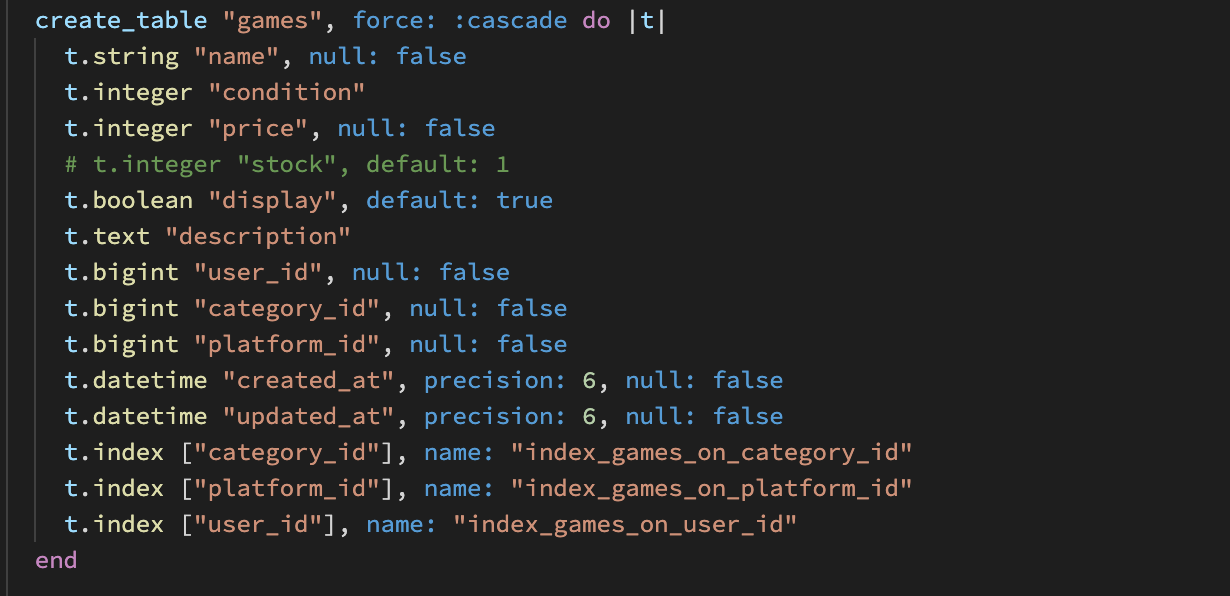 create_table "games", force: :cascade do |t|
t.string "name", null: false
t.integer "condition"
t.integer "price", null: false
# t.integer "stock", default: 1
t.boolean "display", default: true
t.text "description"
t.bigint "user_id", null: false
t.bigint "category_id", null: false
t.bigint "platform_id", null: false
t.datetime "created_at", precision: 6, null: false
t.datetime "updated_at", precision: 6, null: false
t.index ["category_id"], name: "index_games_on_category_id"
t.index ["platform_id"], name: "index_games_on_platform_id"
t.index ["user_id"], name: "index_games_on_user_id"
end